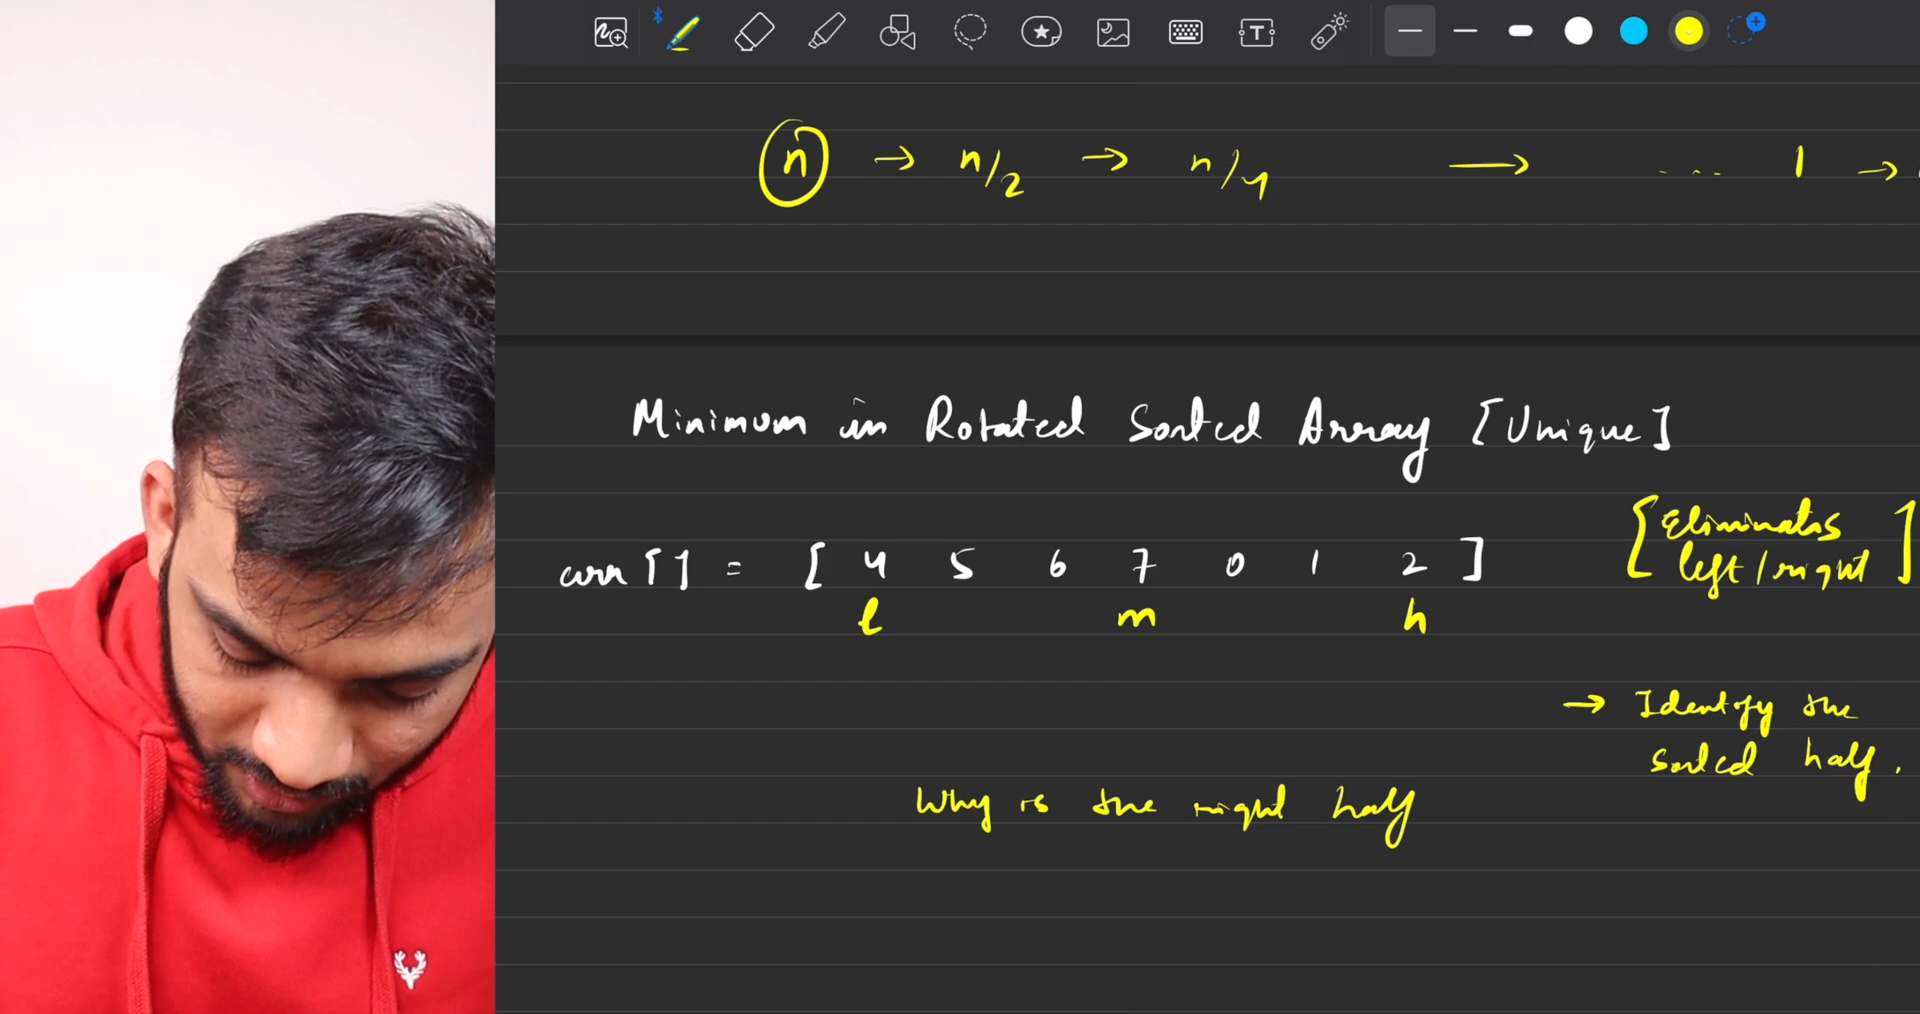 n → n/2 → n/4 → .... 1 →
Minimum in Rotated Sorted Array [Unique]
arr[] = [ 4 5 6 7 0 1 2 ]
l m h
[Eliminates
left/right]
→ Identify the
sorted half.
Why is the right half